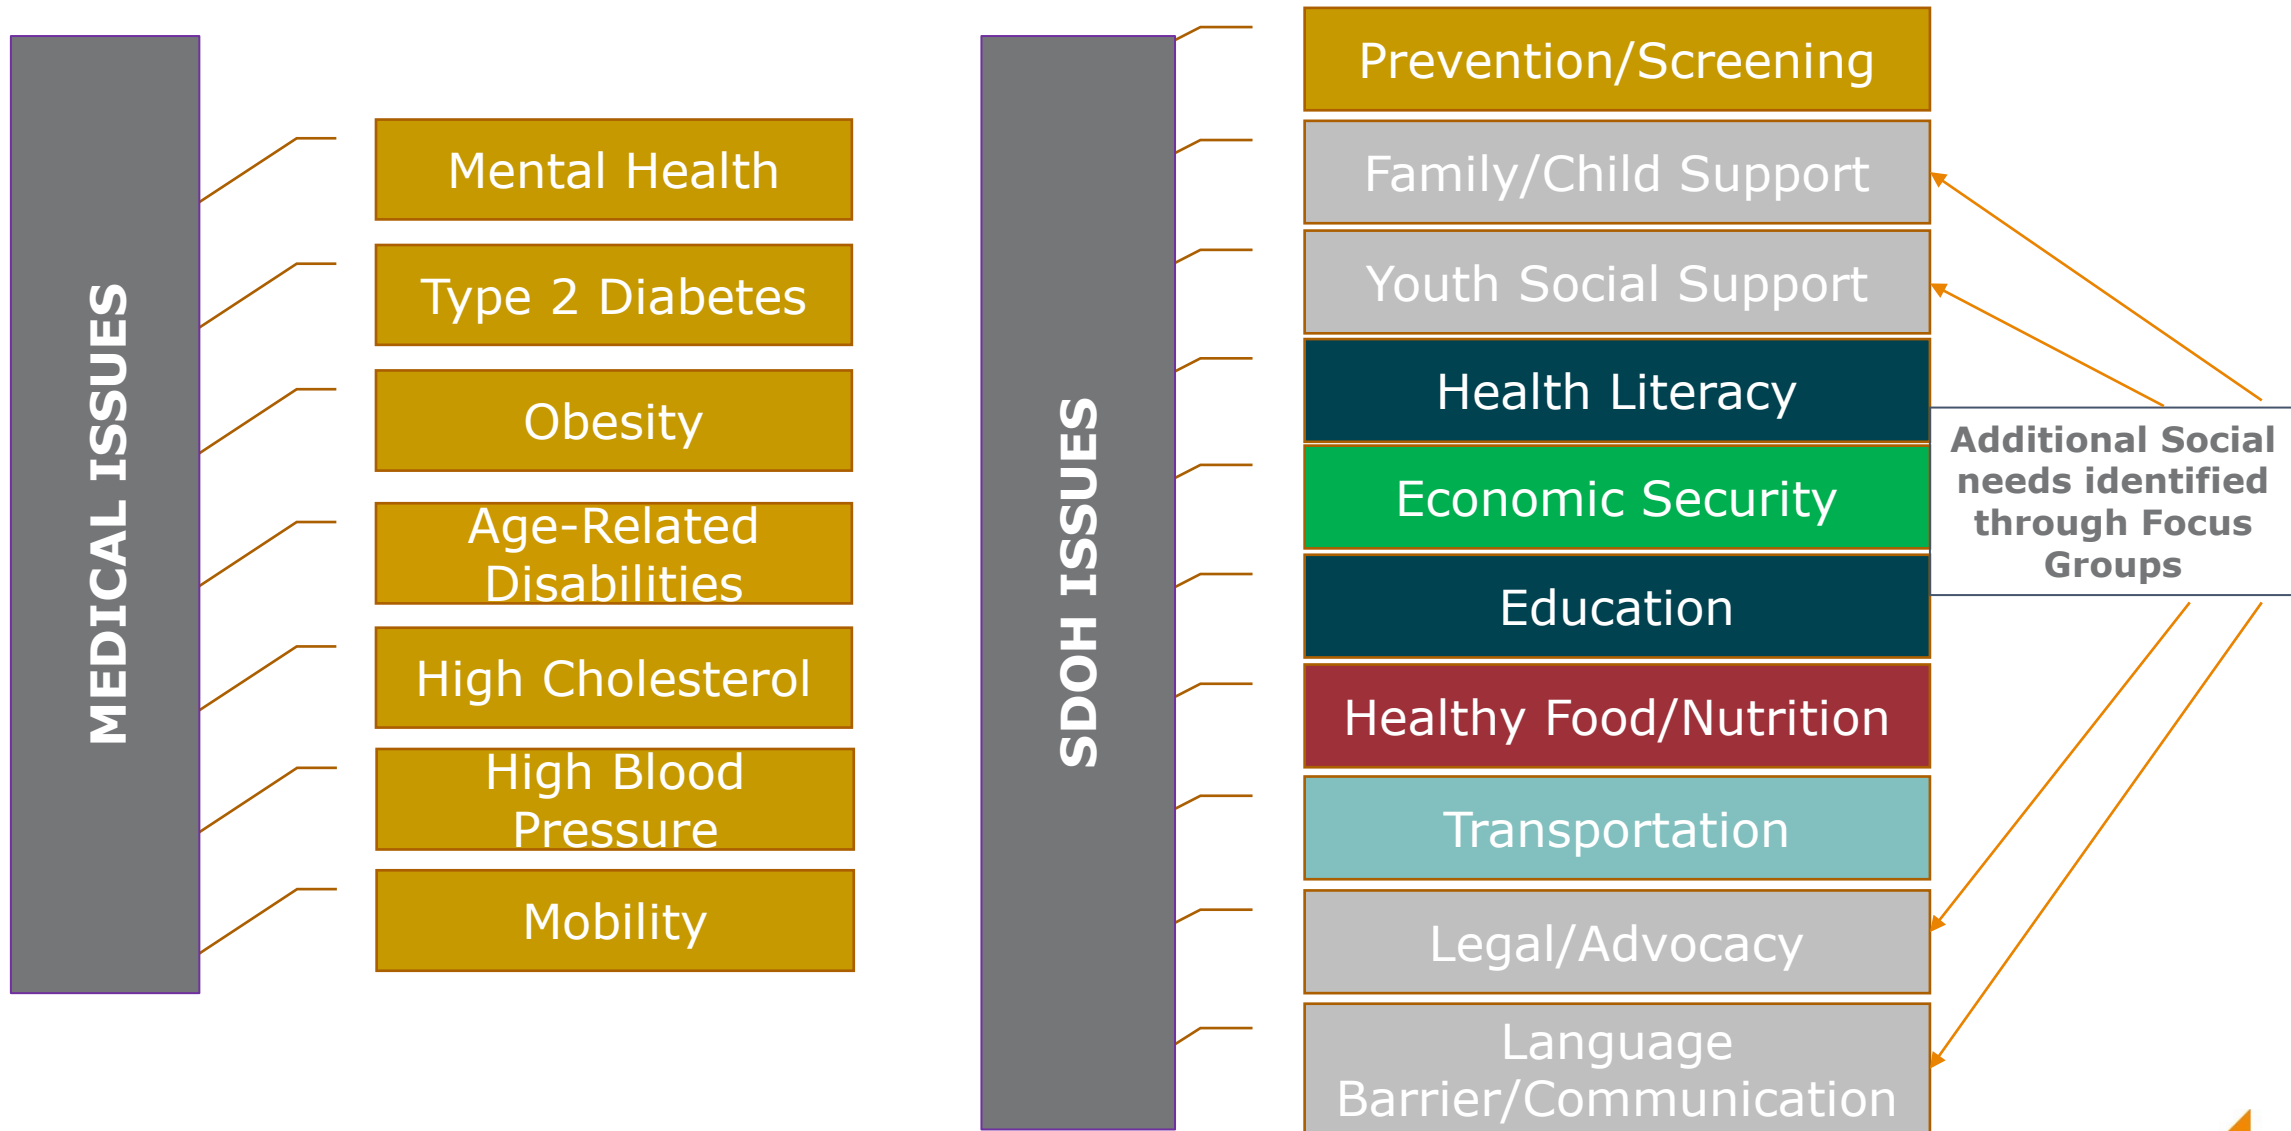 MEDICAL ISSUES
Mental Health
Type 2 Diabetes
Obesity
Age-Related
Disabilities
High Cholesterol
High Blood
Pressure
Mobility
SDOH ISSUES
Prevention/Screening
Family/Child Support
Youth Social Support
Health Literacy
Economic Security
Education
Healthy Food/Nutrition
Transportation
Legal/Advocacy
Language
Barrier/Communication
Additional Social
needs identified
through Focus
Groups